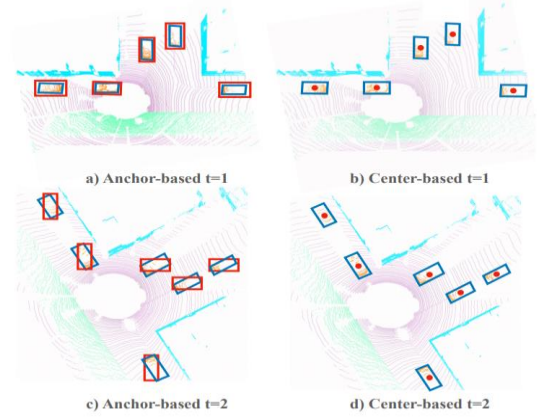 a) Anchor-based t=1
b) Center-based t=1
c) Anchor-based t=2
d) Center-based t=2